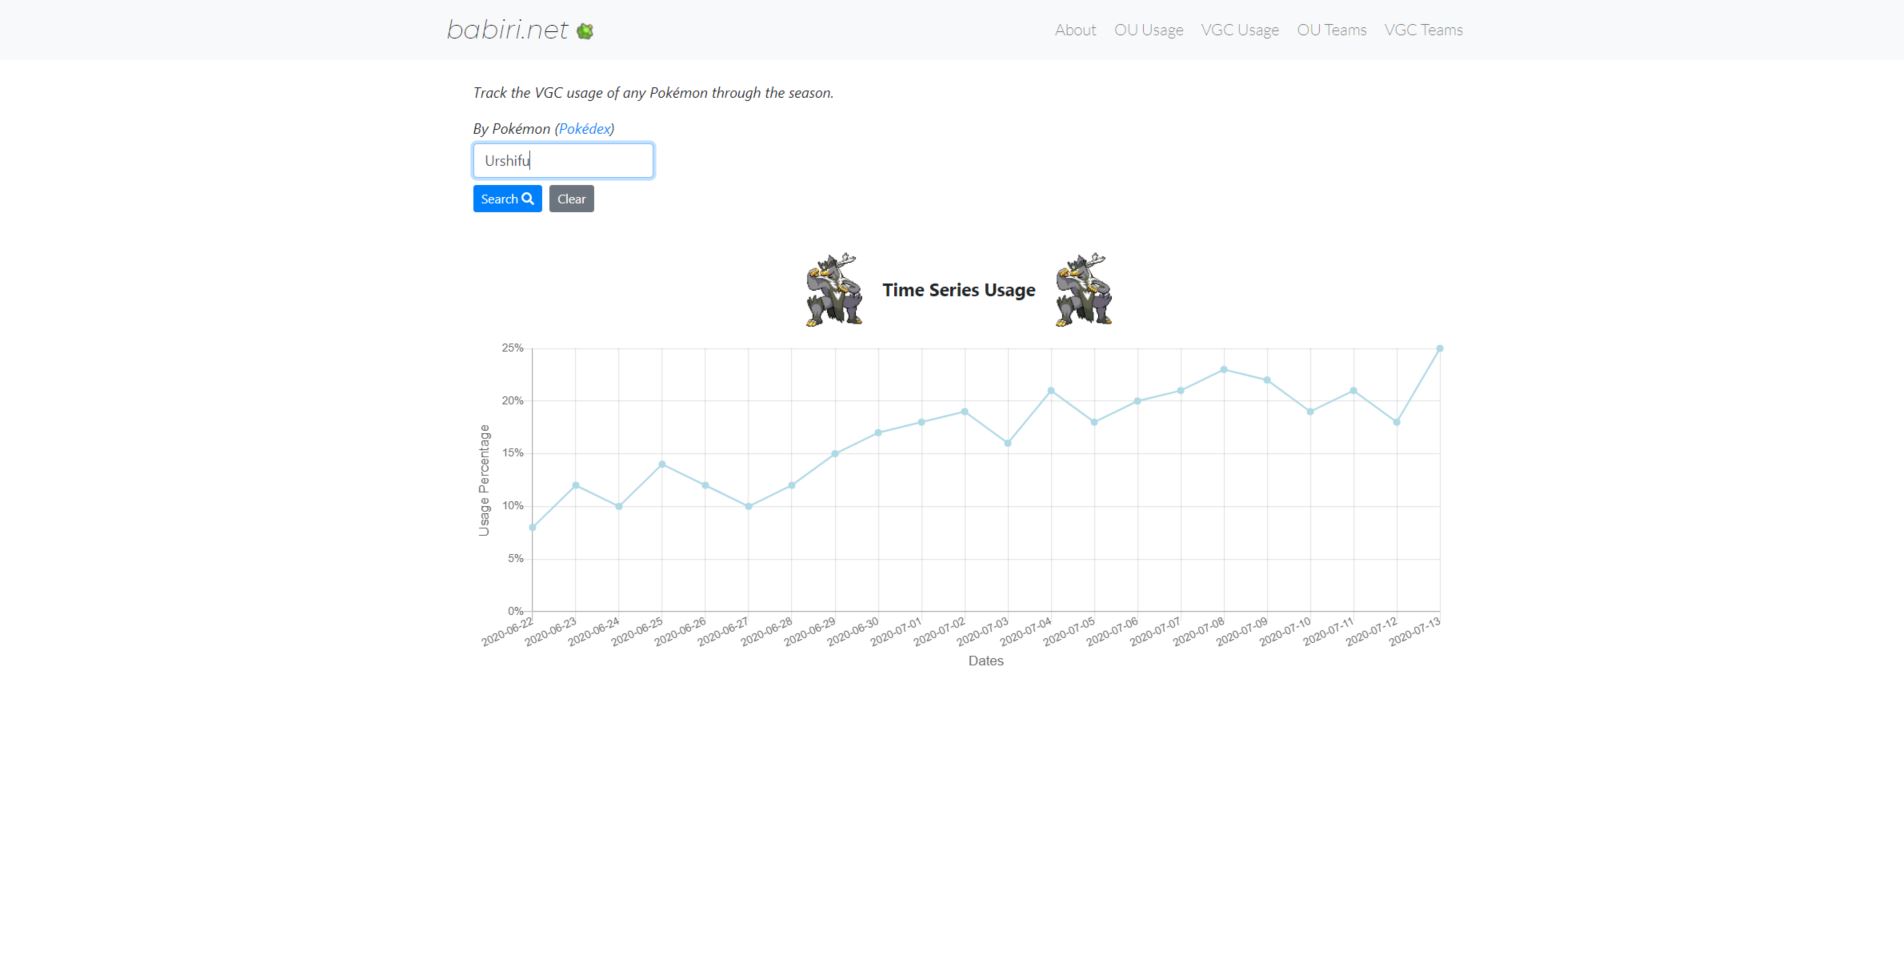 babiri.net
About OU Usage VGC Usage OU Teams VGC Teams
Track the VGC usage of any Pokémon through the season.
By Pokémon (Pokédex)
Urshifu
Search Clear
Time Series Usage
25%
20%
15%
10%
5%
0%
Usage Percentage
2020-06-22 2020-06-23 2020-06-24 2020-06-25 2020-06-26 2020-06-27 2020-06-28 2020-06-29 2020-06-30 2020-07-01 2020-07-02 2020-07-03 2020-07-04 2020-07-05 2020-07-06 2020-07-07 2020-07-08 2020-07-09 2020-07-10 2020-07-11 2020-07-12 2020-07-13
Dates